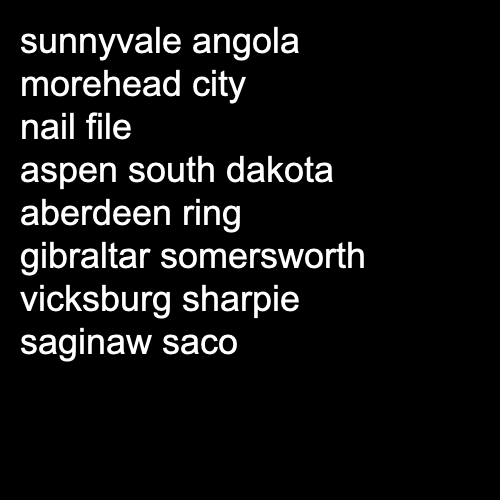 sunnyvale angola
morehead city
nail file
aspen south dakota
aberdeen ring
gibraltar somersworth
vicksburg sharpie
saginaw saco